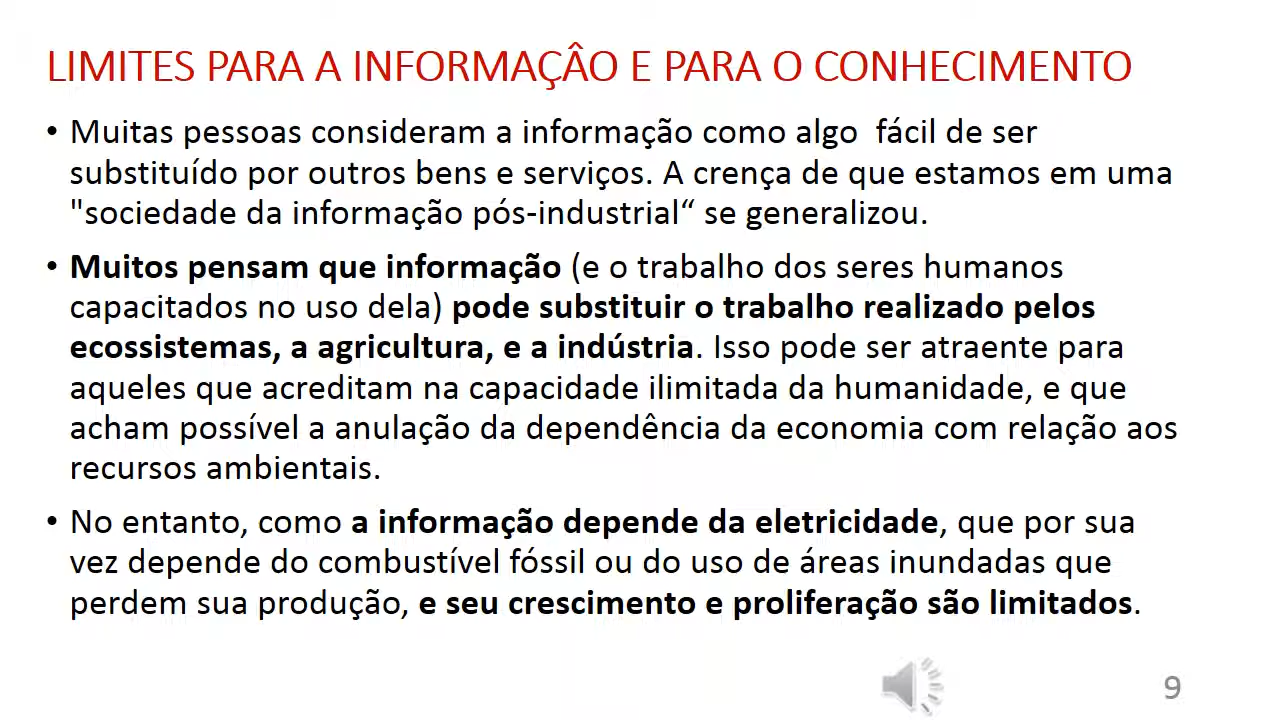 LIMITES PARA A INFORMAÇÂO E PARA O CONHECIMENTO
• Muitas pessoas consideram a informação como algo  fácil de ser
substituído por outros bens e serviços. A crença de que estamos em uma
"sociedade da informação pós-industrial“ se generalizou.
• Muitos pensam que informação (e o trabalho dos seres humanos
capacitados no uso dela) pode substituir o trabalho realizado pelos
ecossistemas, a agricultura, e a indústria. Isso pode ser atraente para
aqueles que acreditam na capacidade ilimitada da humanidade, e que
acham possível a anulação da dependência da economia com relação aos
recursos ambientais.
• No entanto, como a informação depende da eletricidade, que por sua
vez depende do combustível fóssil ou do uso de áreas inundadas que
perdem sua produção, e seu crescimento e proliferação são limitados.
9